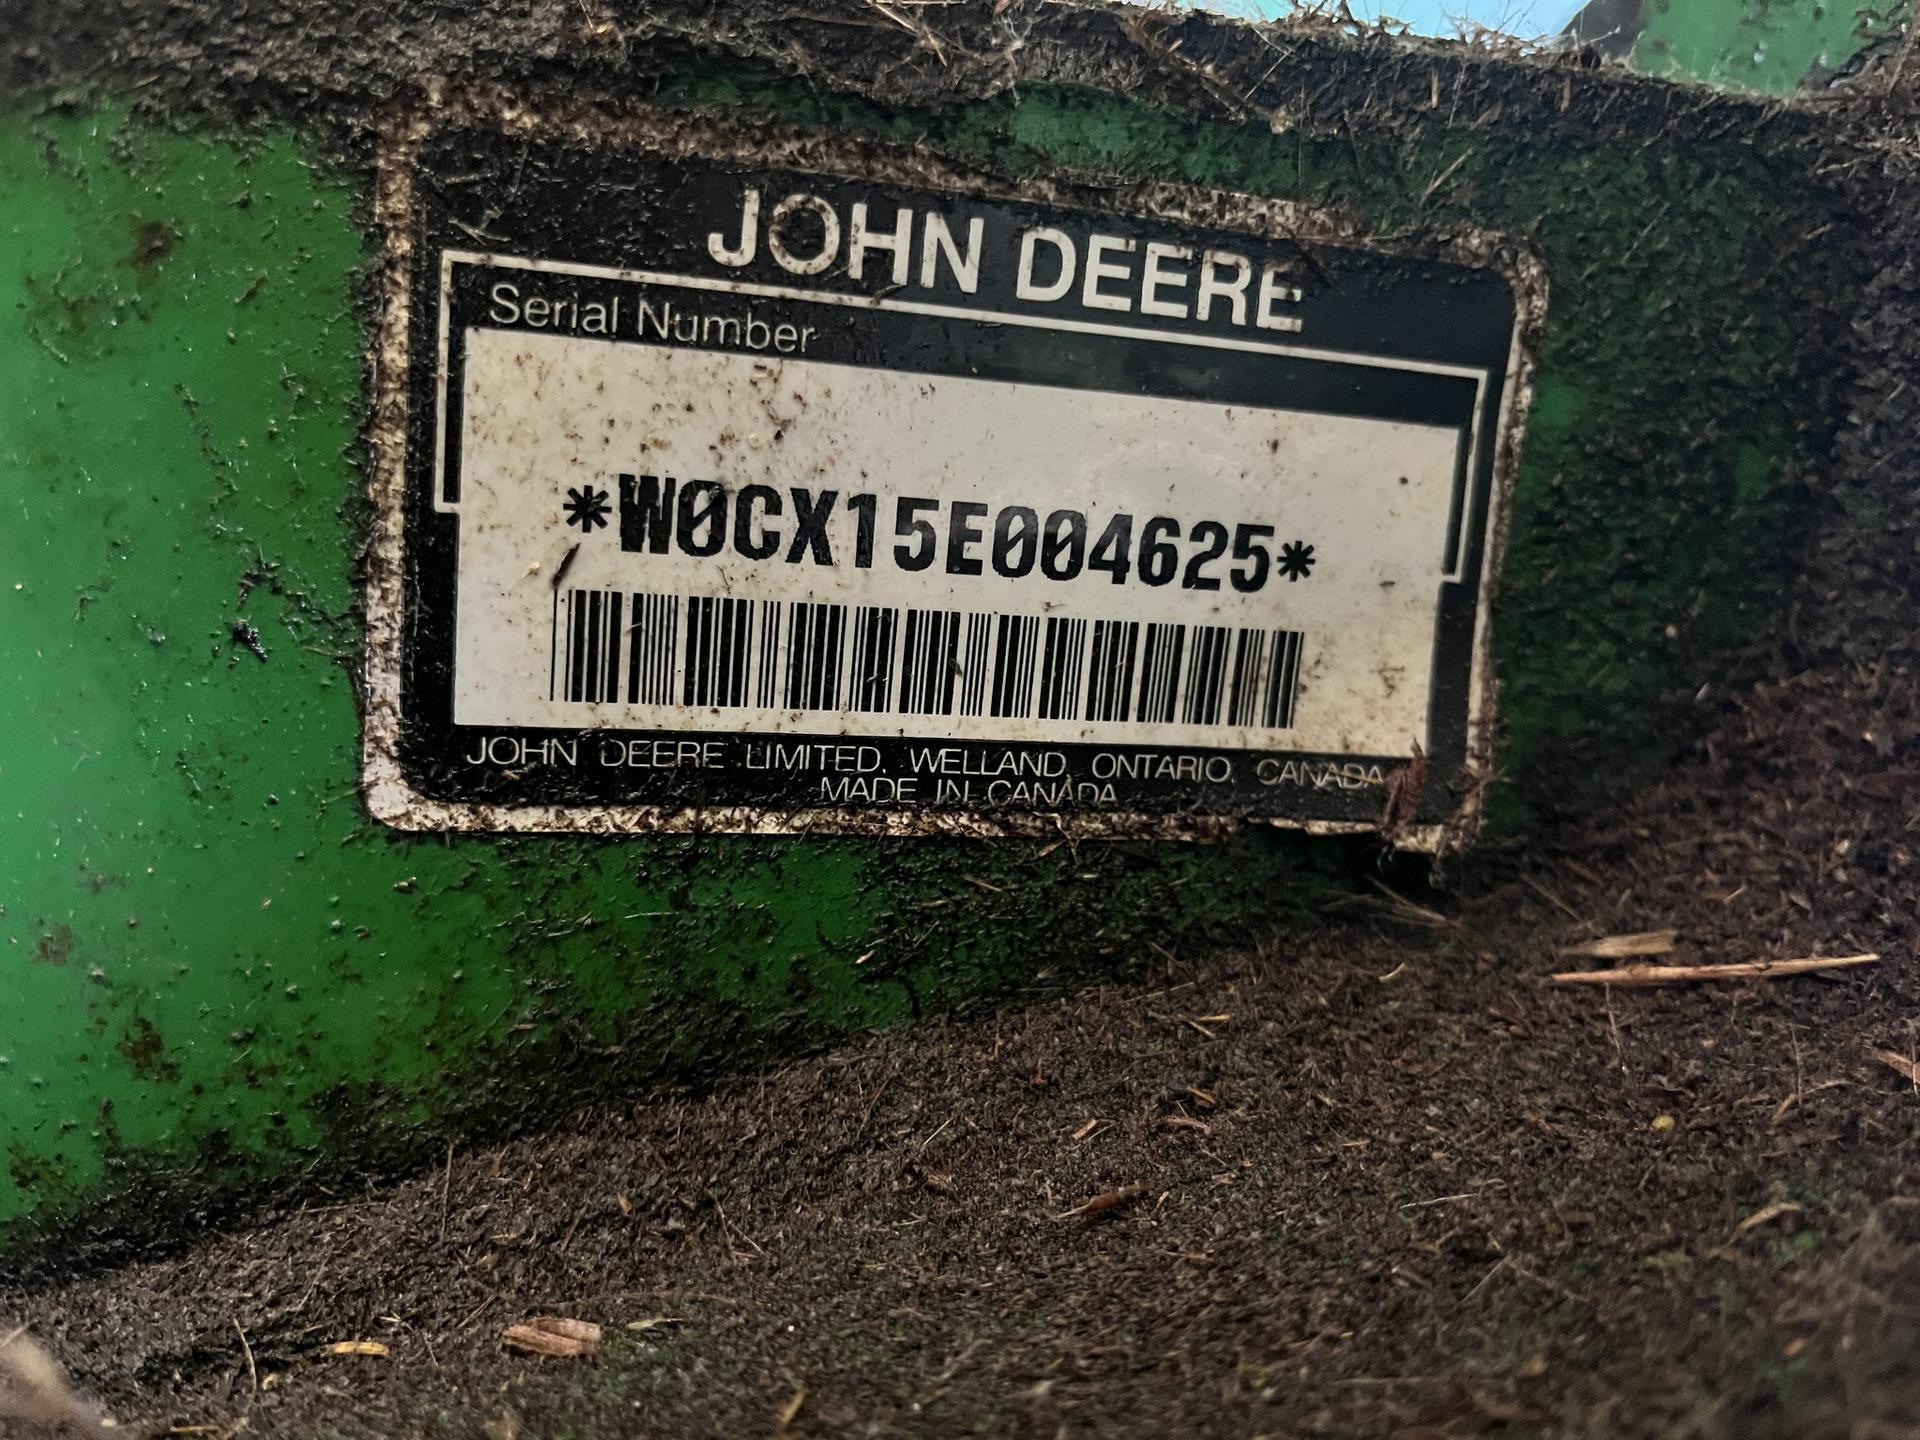 JOHN DEERE
Serial Number
*W0CX15E004625*
JOHN DEERE LIMITED, WELLAND, ONTARIO, CANADA
MADE IN CANADA